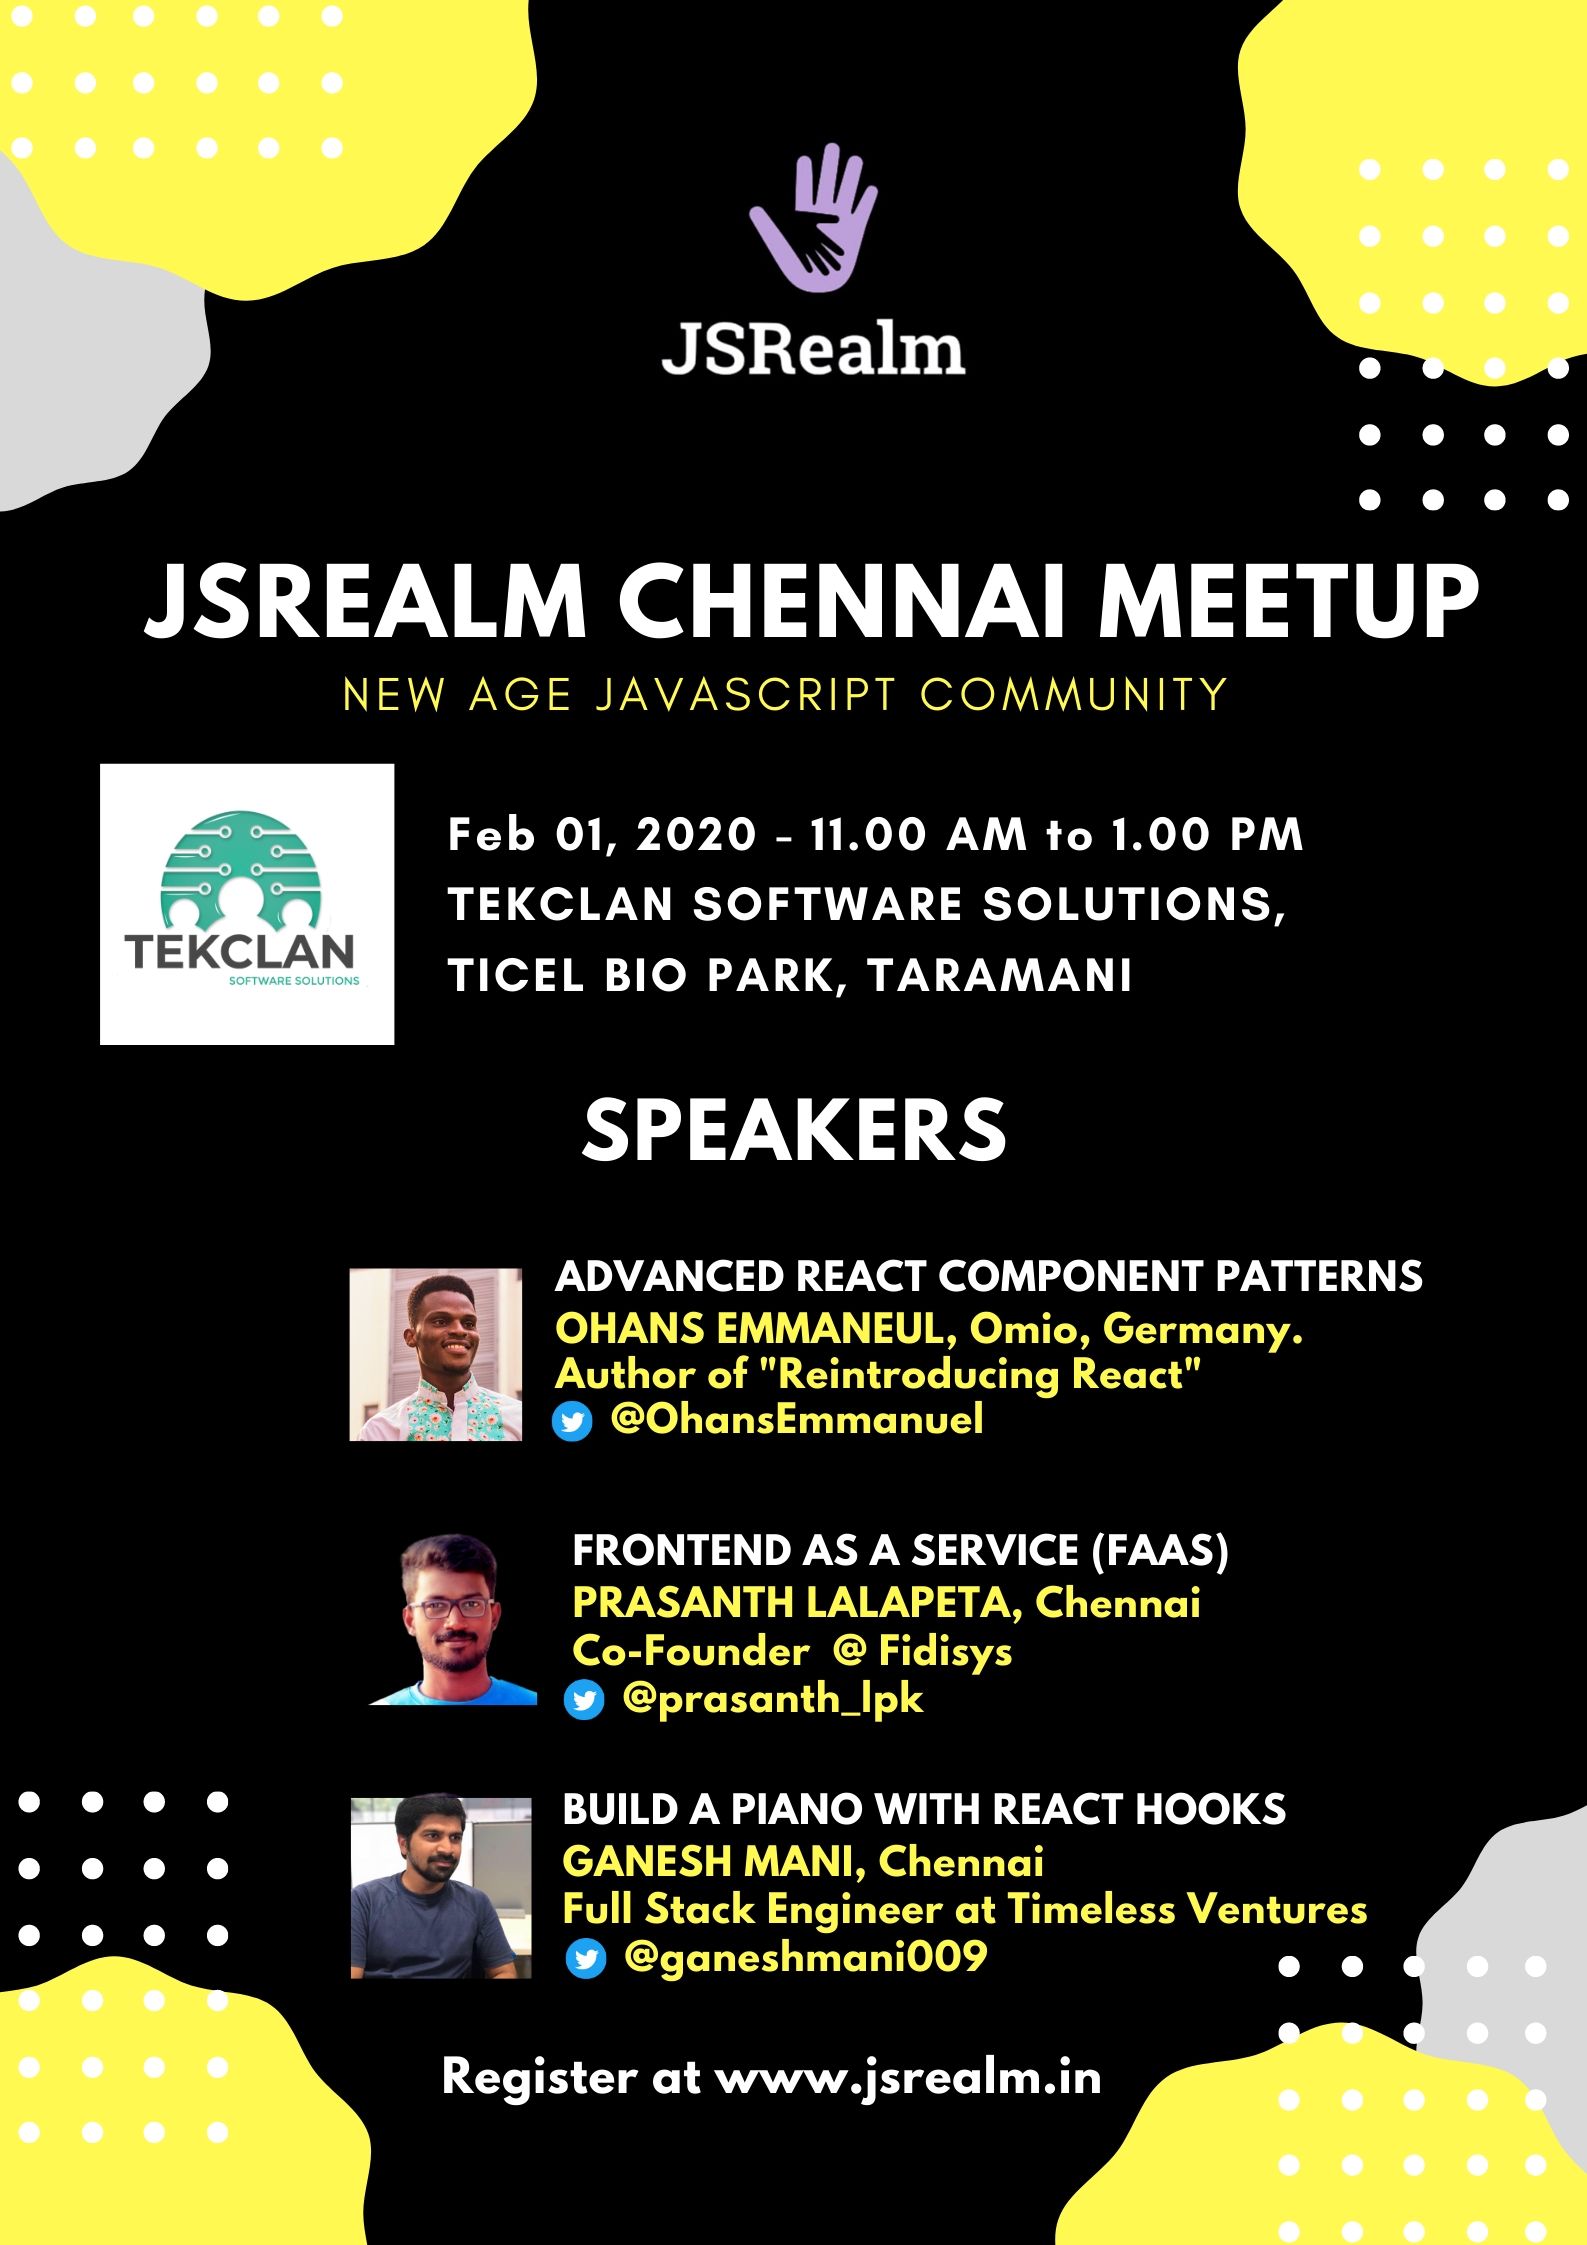 JSRealm
JSREALM CHENNAI MEETUP
NEW AGE JAVASCRIPT COMMUNITY
TEKCLAN
SOFTWARE SOLUTIONS
Feb 01, 2020 - 11.00 AM to 1.00 PM
TEKCLAN SOFTWARE SOLUTIONS,
TICEL BIO PARK, TARAMANI
SPEAKERS
ADVANCED REACT COMPONENT PATTERNS
OHANS EMMANEUL, Omio, Germany.
Author of "Reintroducing React"
@OhansEmmanuel
FRONTEND AS A SERVICE (FAAS)
PRASANTH LALAPETA, Chennai
Co-Founder @ Fidisys
@prasanth_lpk
BUILD A PIANO WITH REACT HOOKS
GANESH MANI, Chennai
Full Stack Engineer at Timeless Ventures
@ganeshmani009
Register at www.jsrealm.in